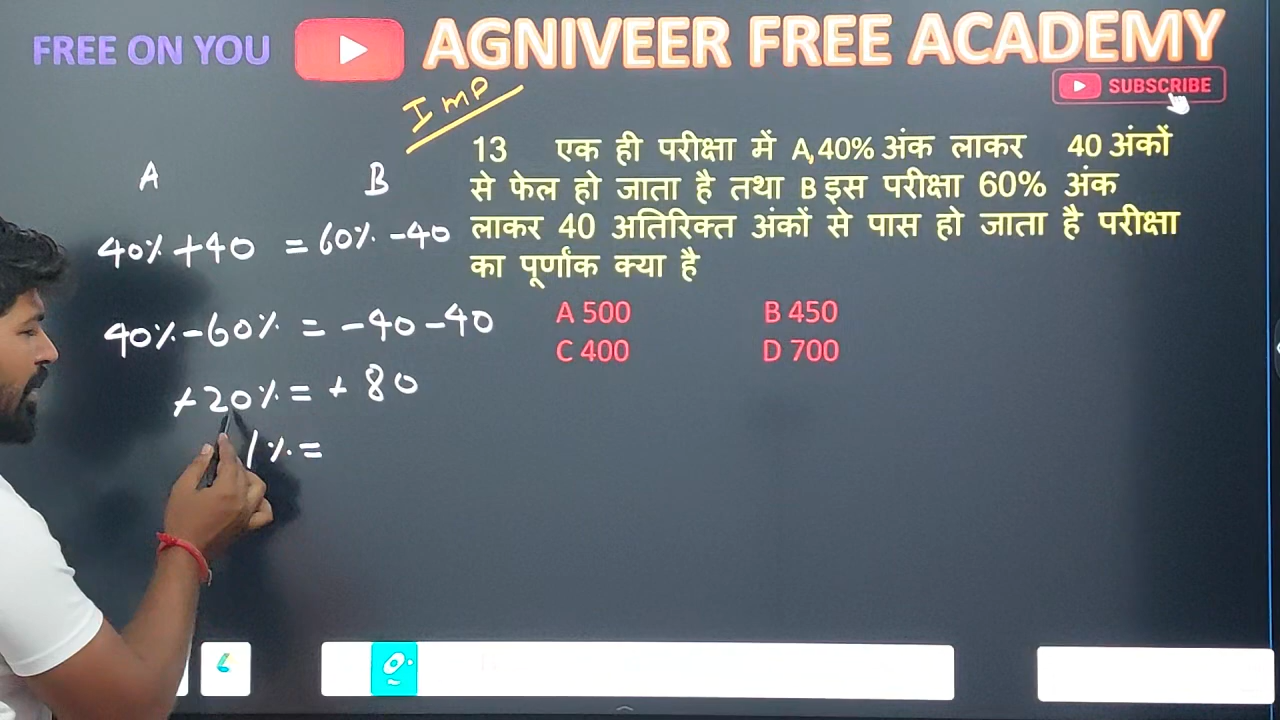 FREE ON YOU AGNIVEER FREE ACADEMY
SUBSCRIBE
Imp
13 एक ही परीक्षा में A,40% अंक लाकर 40 अंकों
से फेल हो जाता है तथा B इस परीक्षा 60% अंक
लाकर 40 अतिरिक्त अंकों से पास हो जाता है परीक्षा
का पूर्णांक क्या है
A 500 B 450
C 400 D 700
A B
40% +40 = 60% -40
40% - 60% = -40 -40
+20% = + 80
1% =